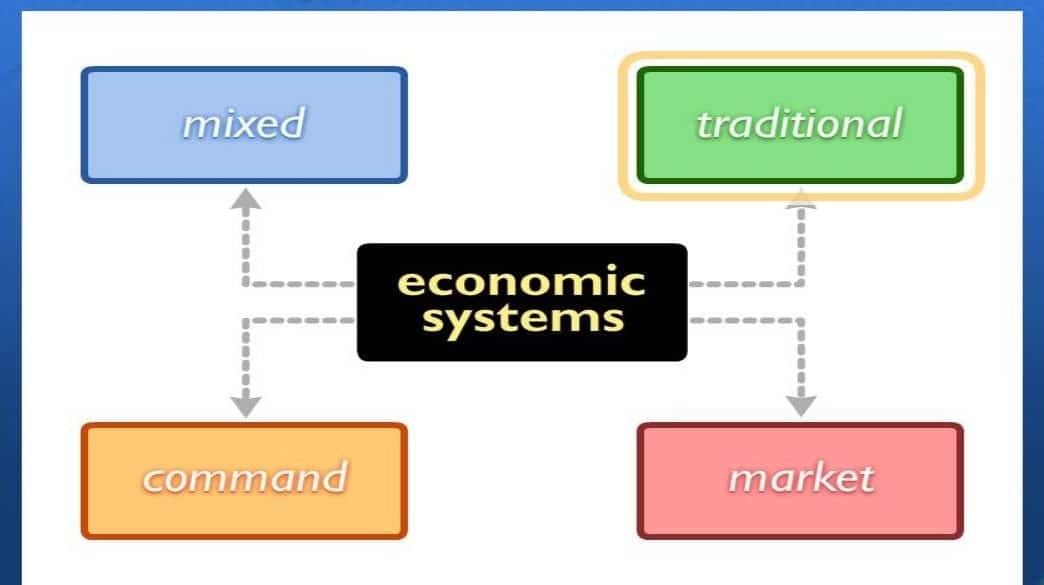 mixed
traditional
economic
systems
command
market